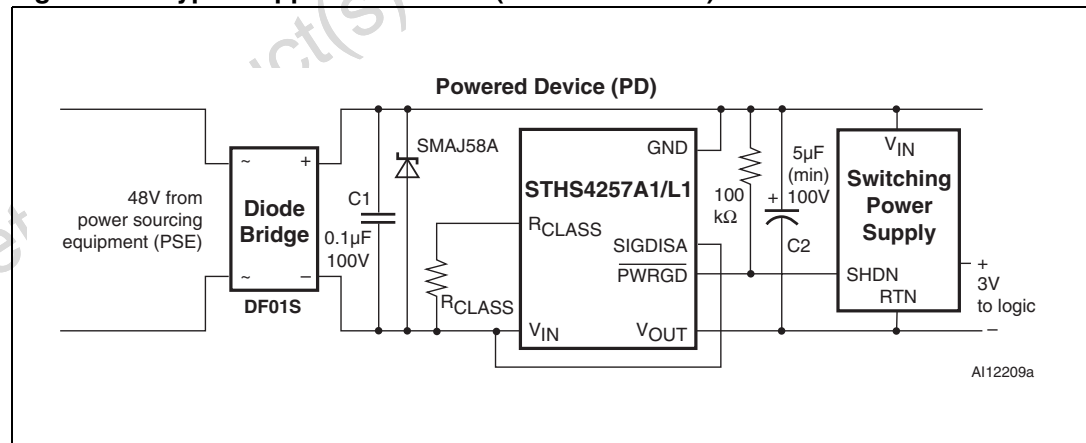 Powered Device (PD)
48V from
power sourcing
equipment (PSE)
~ +
Diode
Bridge
~ –
DF01S
C1
0.1µF
100V
SMAJ58A
RCLASS
STHS4257A1/L1
GND
RCLASS
SIGDISA
PWRGD
VIN
VOUT
100
kΩ
5µF
(min)
+ 100V
C2
VIN
Switching
Power
Supply
SHDN
RTN
+
3V
to logic
–
AI12209a